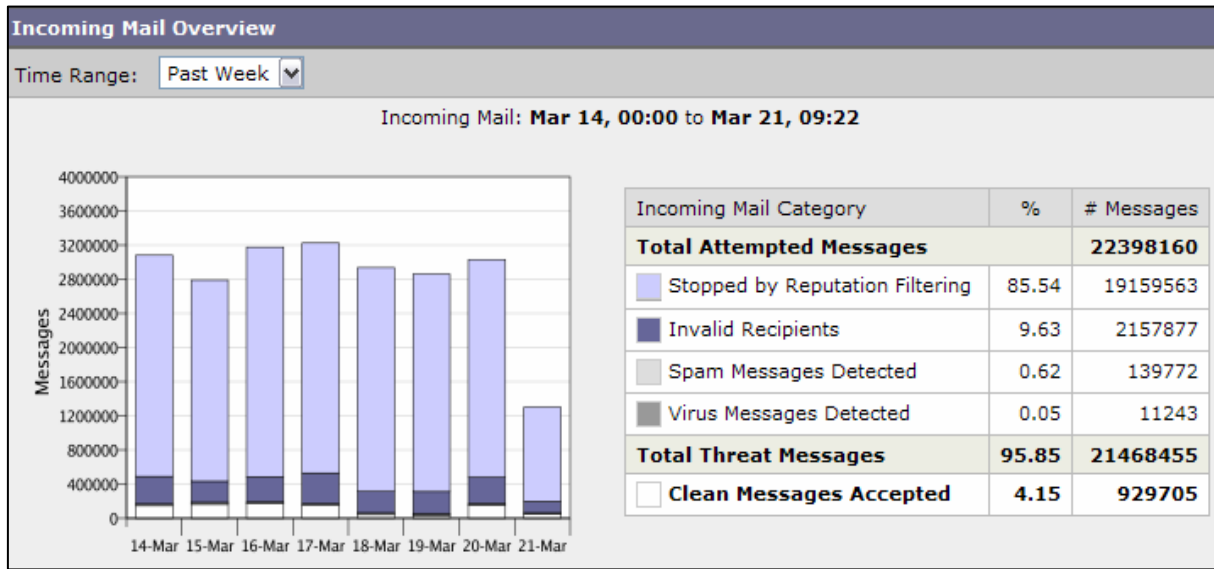 Incoming Mail Overview
Time Range: Past Week
Incoming Mail: Mar 14, 00:00 to Mar 21, 09:22
Messages
4000000
3600000
3200000
2800000
2400000
2000000
1600000
1200000
800000
400000
0
14-Mar 15-Mar 16-Mar 17-Mar 18-Mar 19-Mar 20-Mar 21-Mar
Incoming Mail Category % # Messages
Total Attempted Messages 22398160
Stopped by Reputation Filtering 85.54 19159563
Invalid Recipients 9.63 2157877
Spam Messages Detected 0.62 139772
Virus Messages Detected 0.05 11243
Total Threat Messages 95.85 21468455
Clean Messages Accepted 4.15 929705